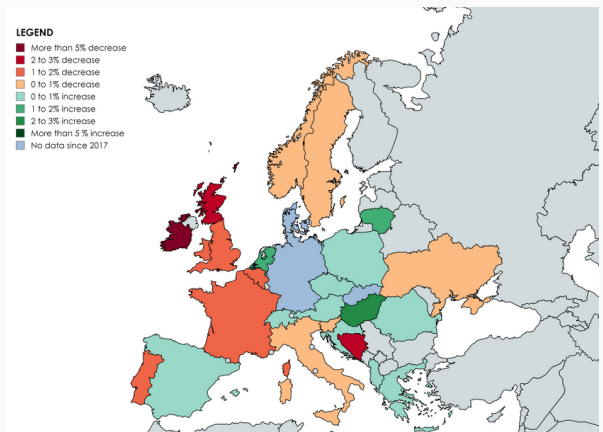 LEGEND
More than 5% decrease
2 to 3% decrease
1 to 2% decrease
0 to 1% decrease
0 to 1% increase
1 to 2% increase
2 to 3% increase
More than 5 % increase
No data since 2017